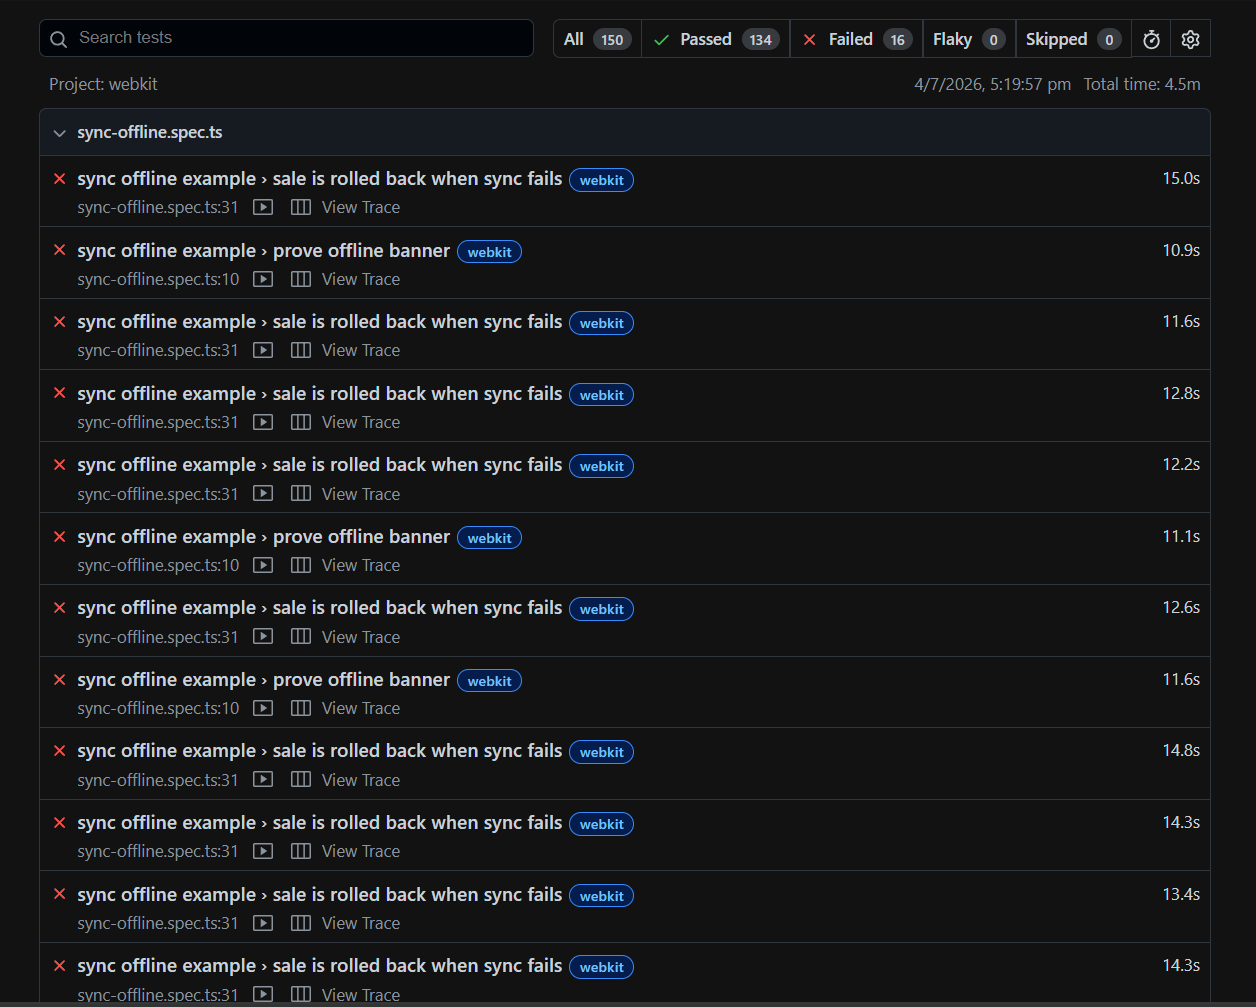 Search tests
All 150 Passed 134 Failed 16 Flaky 0 Skipped 0
Project: webkit 4/7/2026, 5:19:57 pm Total time: 4.5m
sync-offline.spec.ts
sync offline example › sale is rolled back when sync fails webkit 15.0s
sync-offline.spec.ts:31 View Trace
sync offline example › prove offline banner webkit 10.9s
sync-offline.spec.ts:10 View Trace
sync offline example › sale is rolled back when sync fails webkit 11.6s
sync-offline.spec.ts:31 View Trace
sync offline example › sale is rolled back when sync fails webkit 12.8s
sync-offline.spec.ts:31 View Trace
sync offline example › sale is rolled back when sync fails webkit 12.2s
sync-offline.spec.ts:31 View Trace
sync offline example › prove offline banner webkit 11.1s
sync-offline.spec.ts:10 View Trace
sync offline example › sale is rolled back when sync fails webkit 12.6s
sync-offline.spec.ts:31 View Trace
sync offline example › prove offline banner webkit 11.6s
sync-offline.spec.ts:10 View Trace
sync offline example › sale is rolled back when sync fails webkit 14.8s
sync-offline.spec.ts:31 View Trace
sync offline example › sale is rolled back when sync fails webkit 14.3s
sync-offline.spec.ts:31 View Trace
sync offline example › sale is rolled back when sync fails webkit 13.4s
sync-offline.spec.ts:31 View Trace
sync offline example › sale is rolled back when sync fails webkit 14.3s
sync-offline.spec.ts:31 View Trace